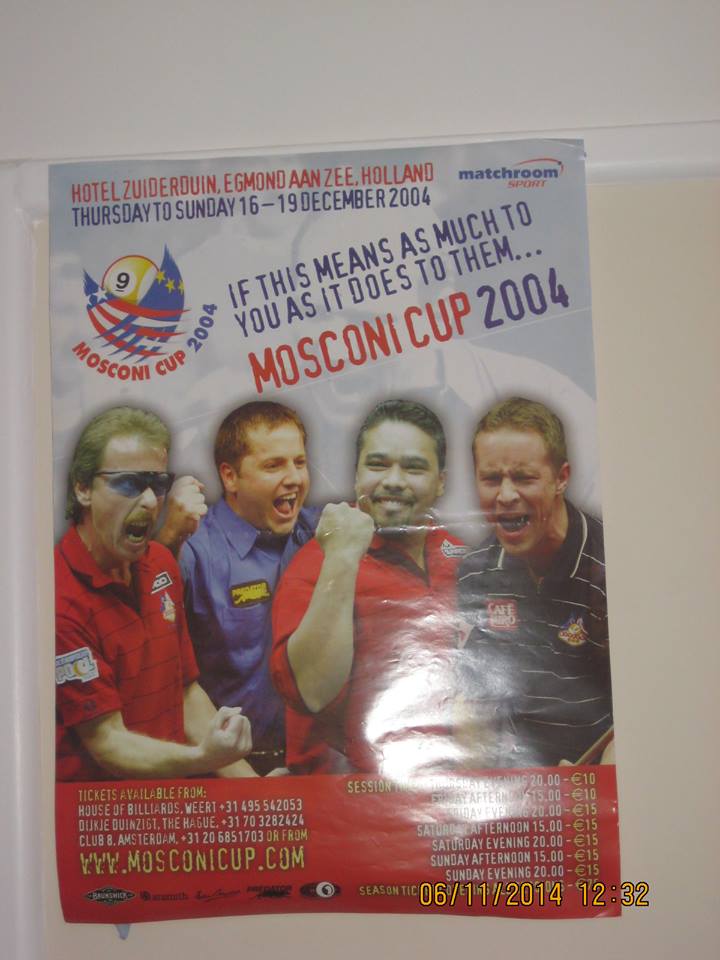 HOTEL ZUIDERDUIN, EGMOND AAN ZEE, HOLLAND
THURSDAY TO SUNDAY 16 – 19 DECEMBER 2004
matchroom
SPORT
9
MOSCONI CUP 2004
IF THIS MEANS AS MUCH TO
YOU AS IT DOES TO THEM...
MOSCONI CUP 2004
PREDATOR
CAFÉ
TICKETS AVAILABLE FROM:
HOUSE OF BILLIARDS, WEERT +31 495 542053
DIJKJE DUINZIGT, THE HAGUE, +31 70 3282424
CLUB 8, AMSTERDAM, +31 20 6851703 OR FROM
WWW.MOSCONICUP.COM
SESSION EVENING 20.00 – €10
15.00 – €10
EVENING 20.00 – €15
SATURDAY AFTERNOON 15.00 – €15
SATURDAY EVENING 20.00 – €15
SUNDAY AFTERNOON 15.00 – €15
SUNDAY EVENING 20.00 – €15
SEASON
BRUNSWICK
PREDATOR
06/11/2014 12:32